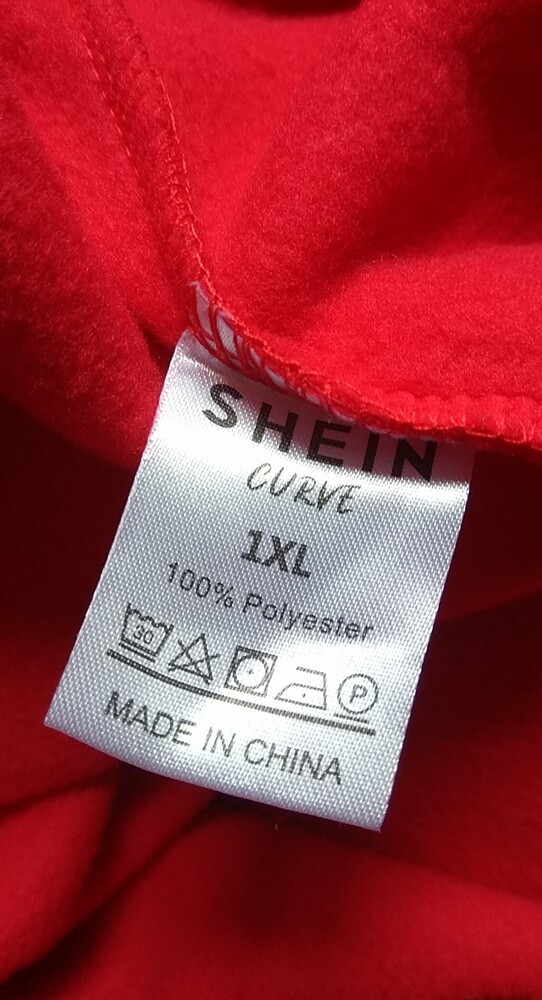 SHEIN
CURVE
1XL
100% Polyester
30 P
MADE IN CHINA